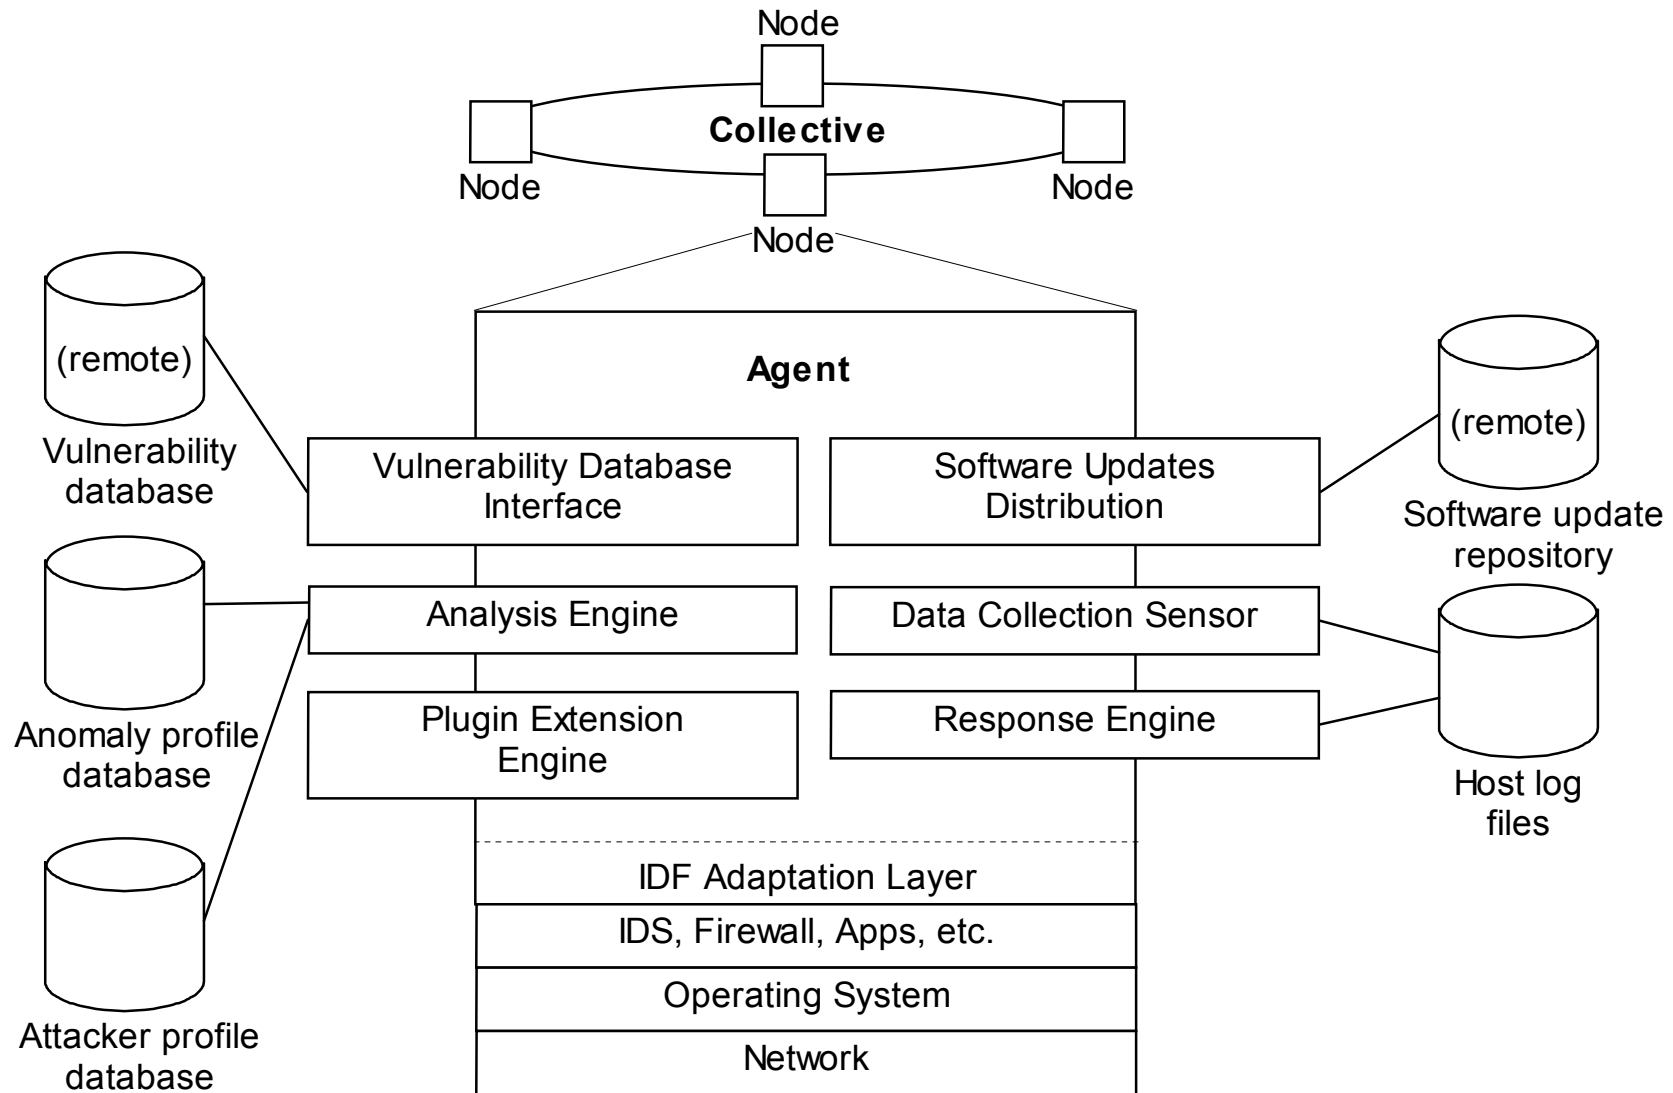 Node
Collective
Node
Node
Node
(remote)
Vulnerability
database
Agent
(remote)
Software update
repository
Vulnerability Database
Interface
Software Updates
Distribution
Analysis Engine
Data Collection Sensor
Anomaly profile
database
Plugin Extension
Engine
Response Engine
Host log
files
Attacker profile
database
IDF Adaptation Layer
IDS, Firewall, Apps, etc.
Operating System
Network